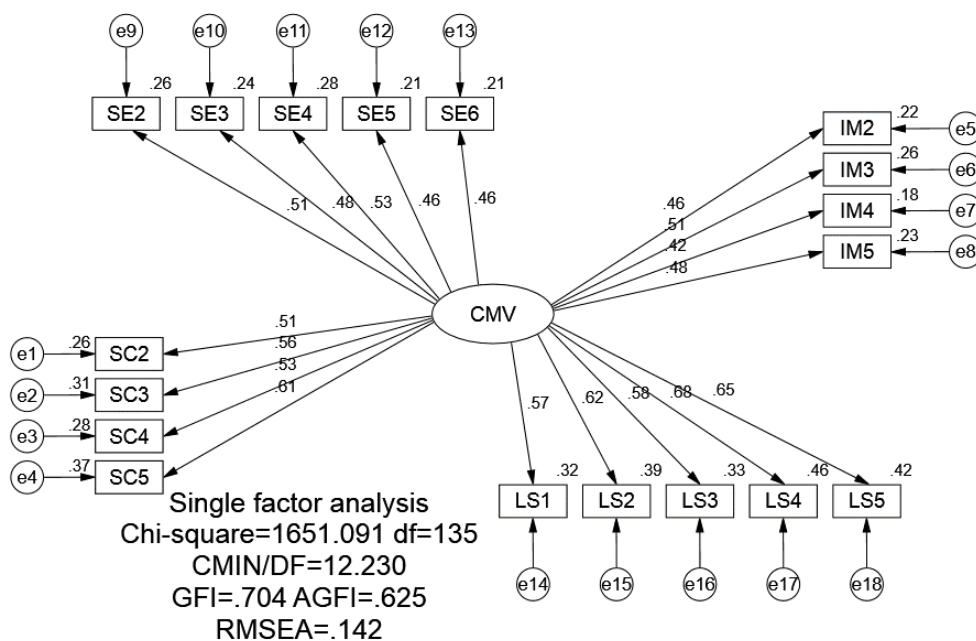 e9 e10 e11 e12 e13
.26 .24 .28 .21 .21
SE2 SE3 SE4 SE5 SE6
.51 .48 .53 .46 .46
.22
IM2 e5
.26
IM3 e6
.18
IM4 e7
.23
IM5 e8
.46
.51
.42
.48
CMV
.51
.56
.53
.61
e1 .26 SC2
e2 .31 SC3
e3 .28 SC4
e4 .37 SC5
.57 .62 .58 .68 .65
.32 .39 .33 .46 .42
LS1 LS2 LS3 LS4 LS5
e14 e15 e16 e17 e18
Single factor analysis
Chi-square=1651.091 df=135
CMIN/DF=12.230
GFI=.704 AGFI=.625
RMSEA=.142